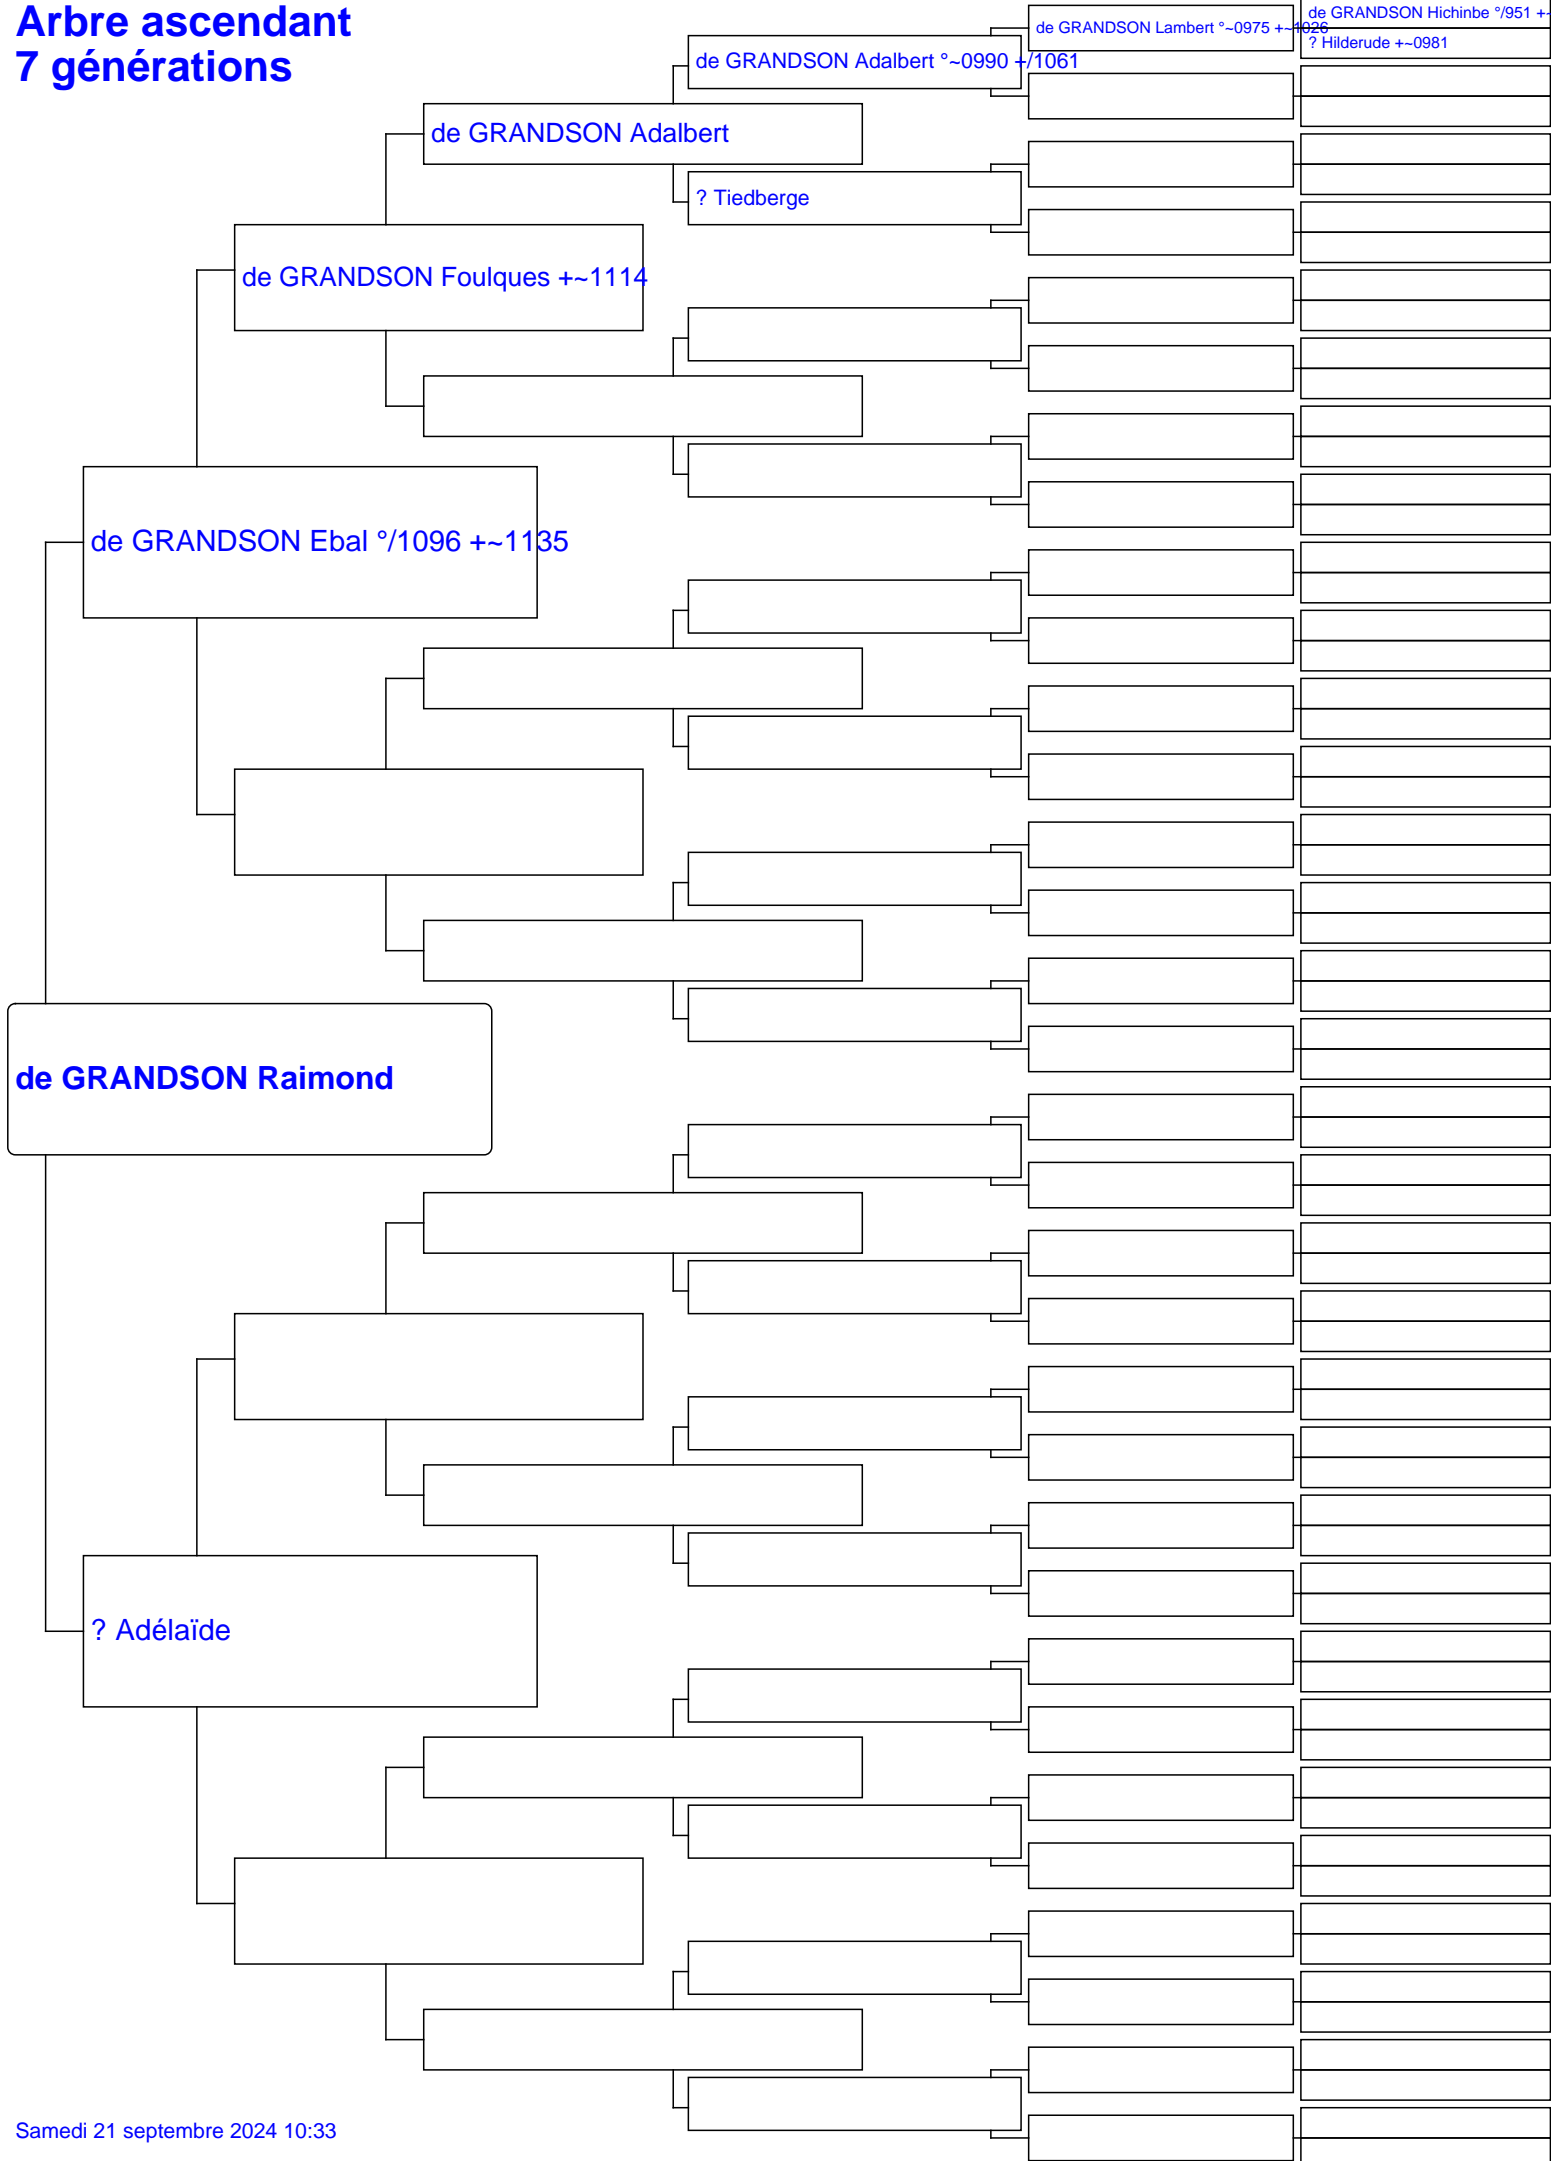 Arbre ascendant
7 générations
de GRANDSON Hichinbe °/951 +~
de GRANDSON Lambert °~0975 +~1026
? Hilderude +~0981
de GRANDSON Adalbert °~0990 +/1061
de GRANDSON Adalbert
? Tiedberge
de GRANDSON Foulques +~1114
de GRANDSON Ebal °/1096 +~1135
de GRANDSON Raimond
? Adélaïde
Samedi 21 septembre 2024 10:33